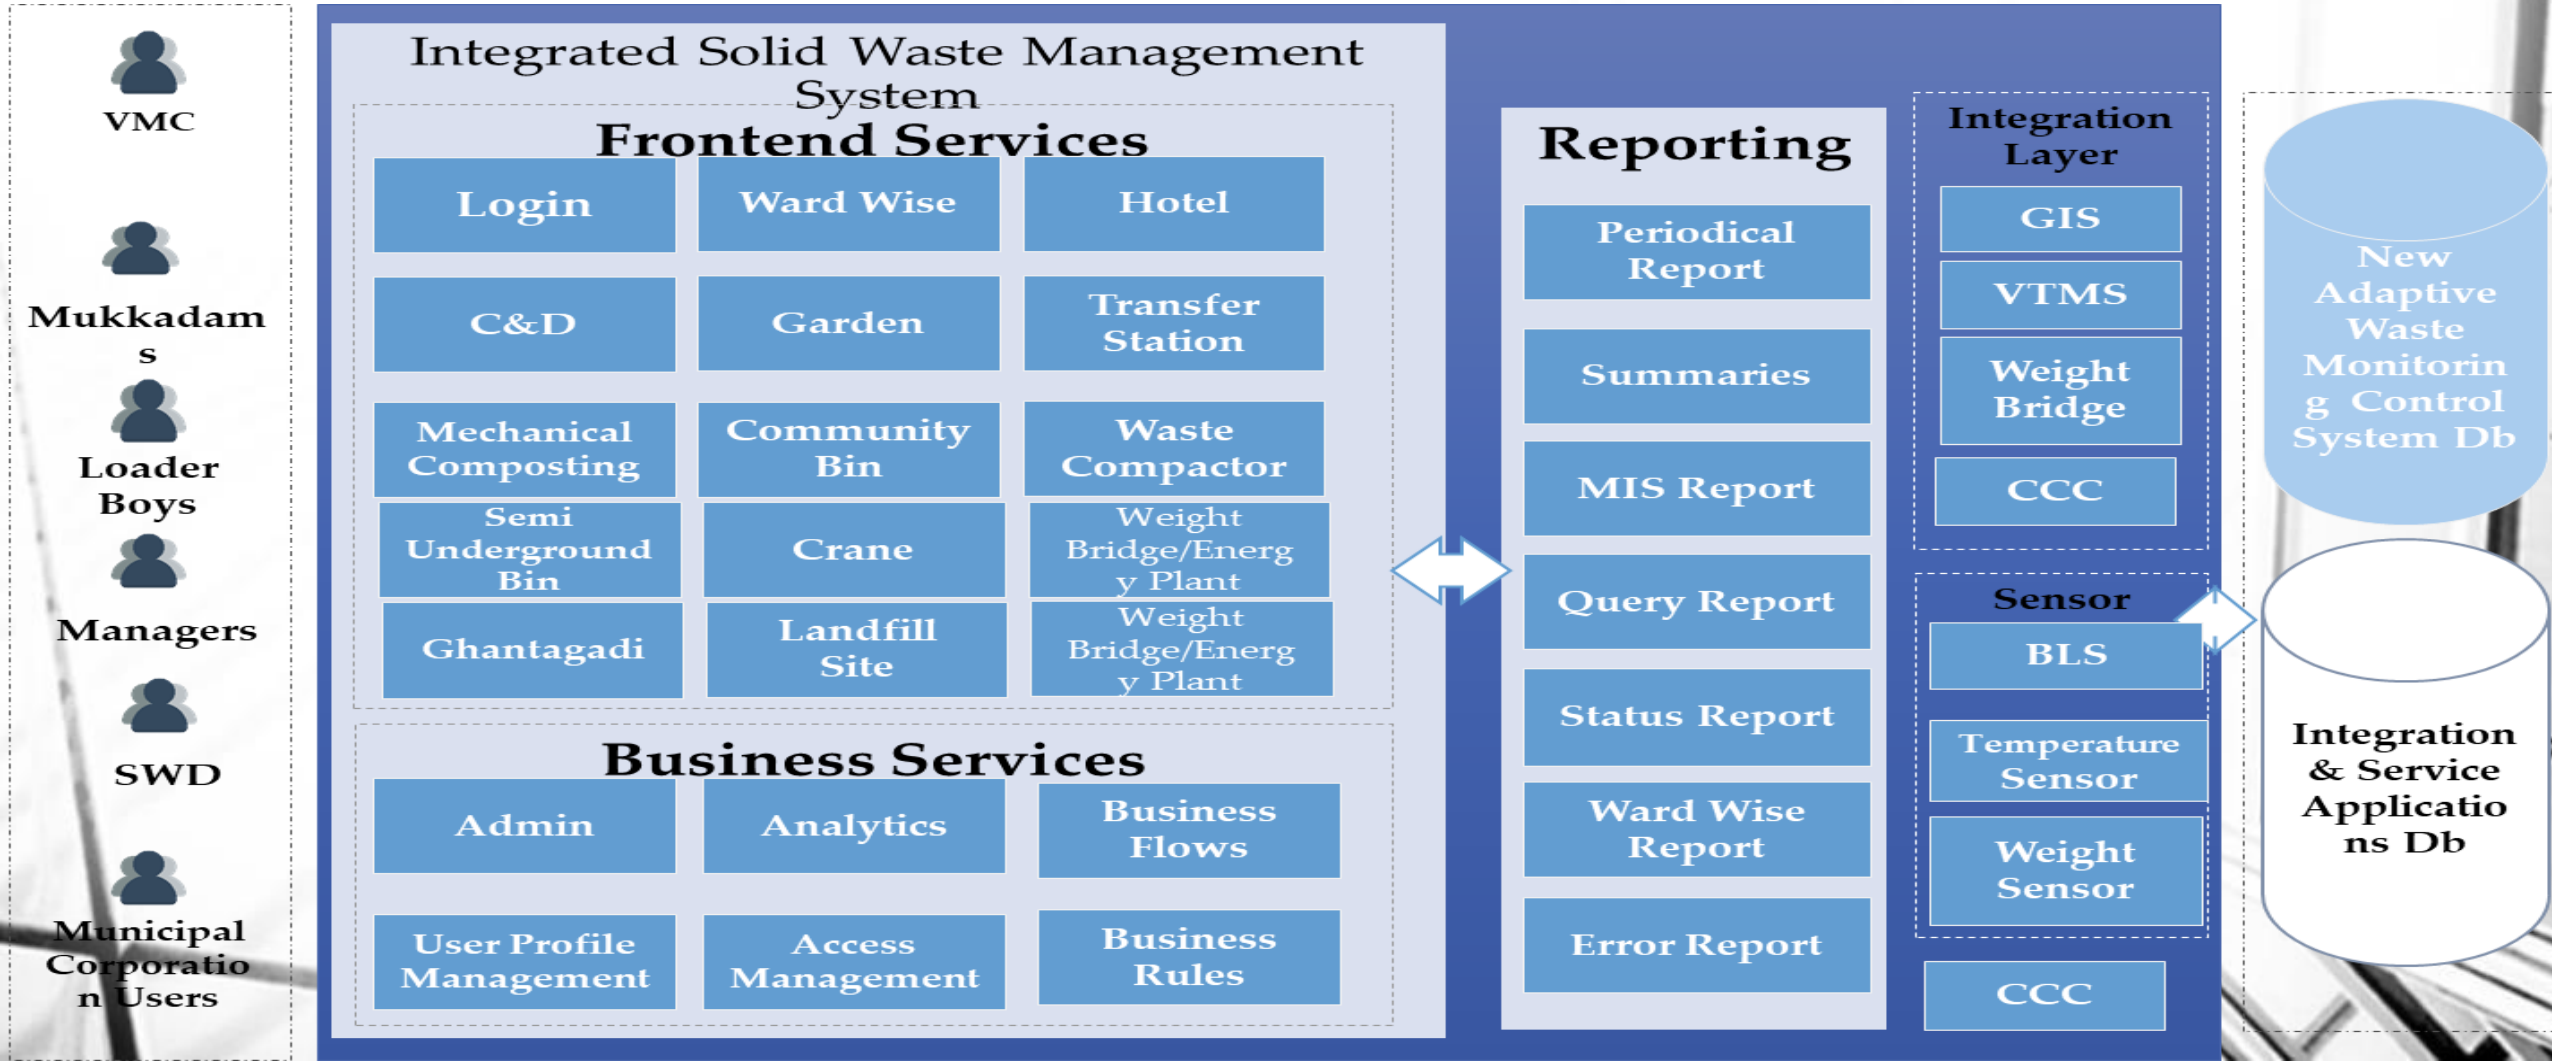 VMC
Mukkadam
s
Loader
Boys
Managers
SWD
Municipal
Corporatio
n Users
Integrated Solid Waste Management
System
Frontend Services
Login
Ward Wise
Hotel
C&D
Garden
Transfer
Station
Mechanical
Composting
Community
Bin
Waste
Compactor
Semi
Underground
Bin
Crane
Weight
Bridge/Energ
y Plant
Ghantagadi
Landfill
Site
Weight
Bridge/Energ
y Plant
Business Services
Admin
Analytics
Business
Flows
User Profile
Management
Access
Management
Business
Rules
Reporting
Periodical
Report
Summaries
MIS Report
Query Report
Status Report
Ward Wise
Report
Error Report
Integration
Layer
GIS
VTMS
Weight
Bridge
CCC
Sensor
BLS
Temperature
Sensor
Weight
Sensor
CCC
New
Adaptive
Waste
Monitorin
g Control
System Db
Integration
& Service
Applicatio
ns Db